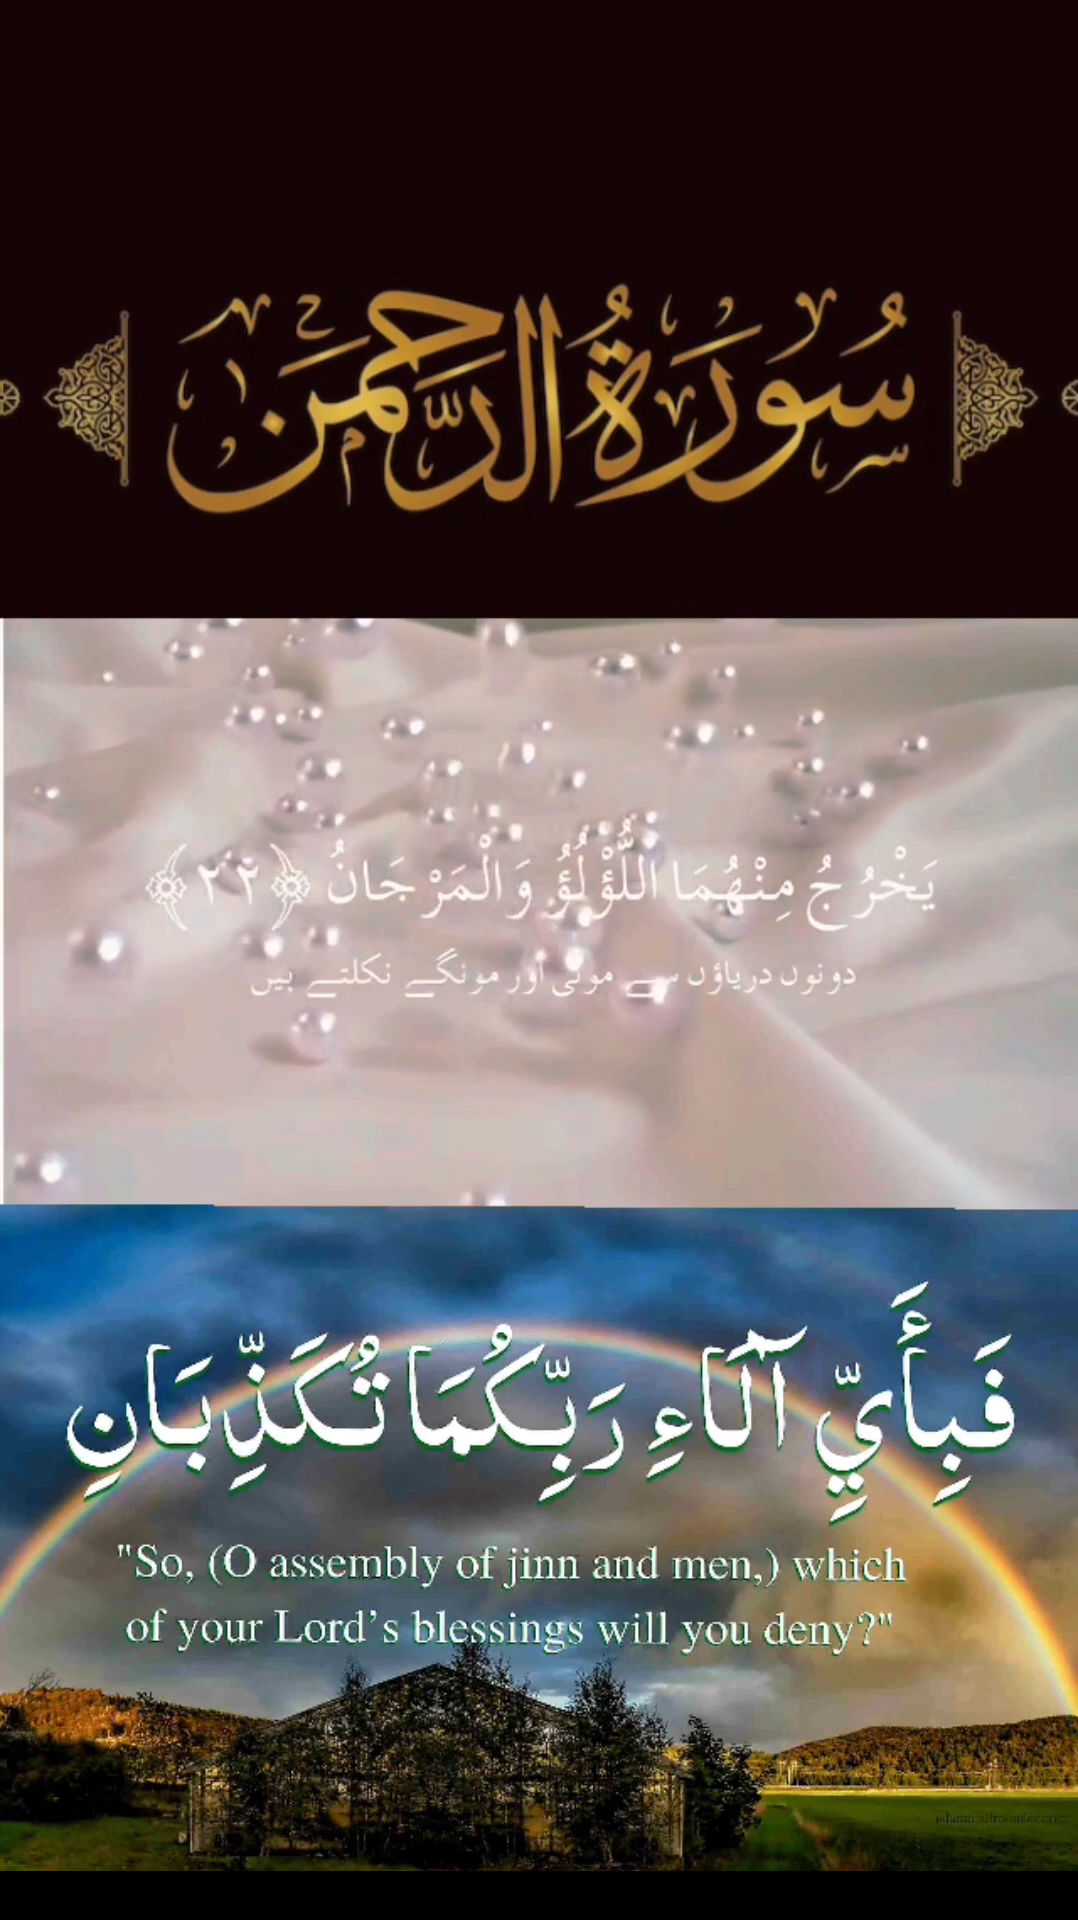 سُورَةُ الرَّحْمَٰن
يَخْرُجُ مِنْهُمَا اللُّؤْلُؤُ وَالْمَرْجَانُ ﴿٢٢﴾
دونوں دریاؤں سے موتی اور مونگے نکلتے ہیں
فَبِأَيِّ آلَاءِ رَبِّكُمَا تُكَذِّبَانِ
"So, (O assembly of jinn and men,) which
of your Lord’s blessings will you deny?"